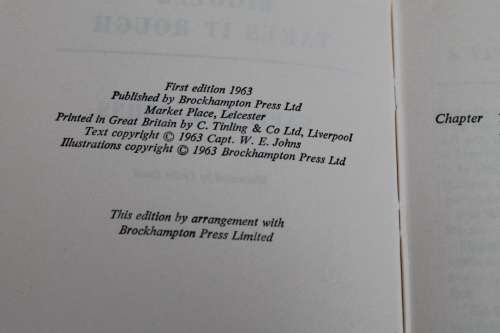 First edition 1963
Published by Brockhampton Press Ltd
Market Place, Leicester
Printed in Great Britain by C. Tinling & Co Ltd, Liverpool
Text copyright © 1963 Capt. W. E. Johns
Illustrations copyright © 1963 Brockhampton Press Ltd
This edition by arrangement with
Brockhampton Press Limited
Chapter